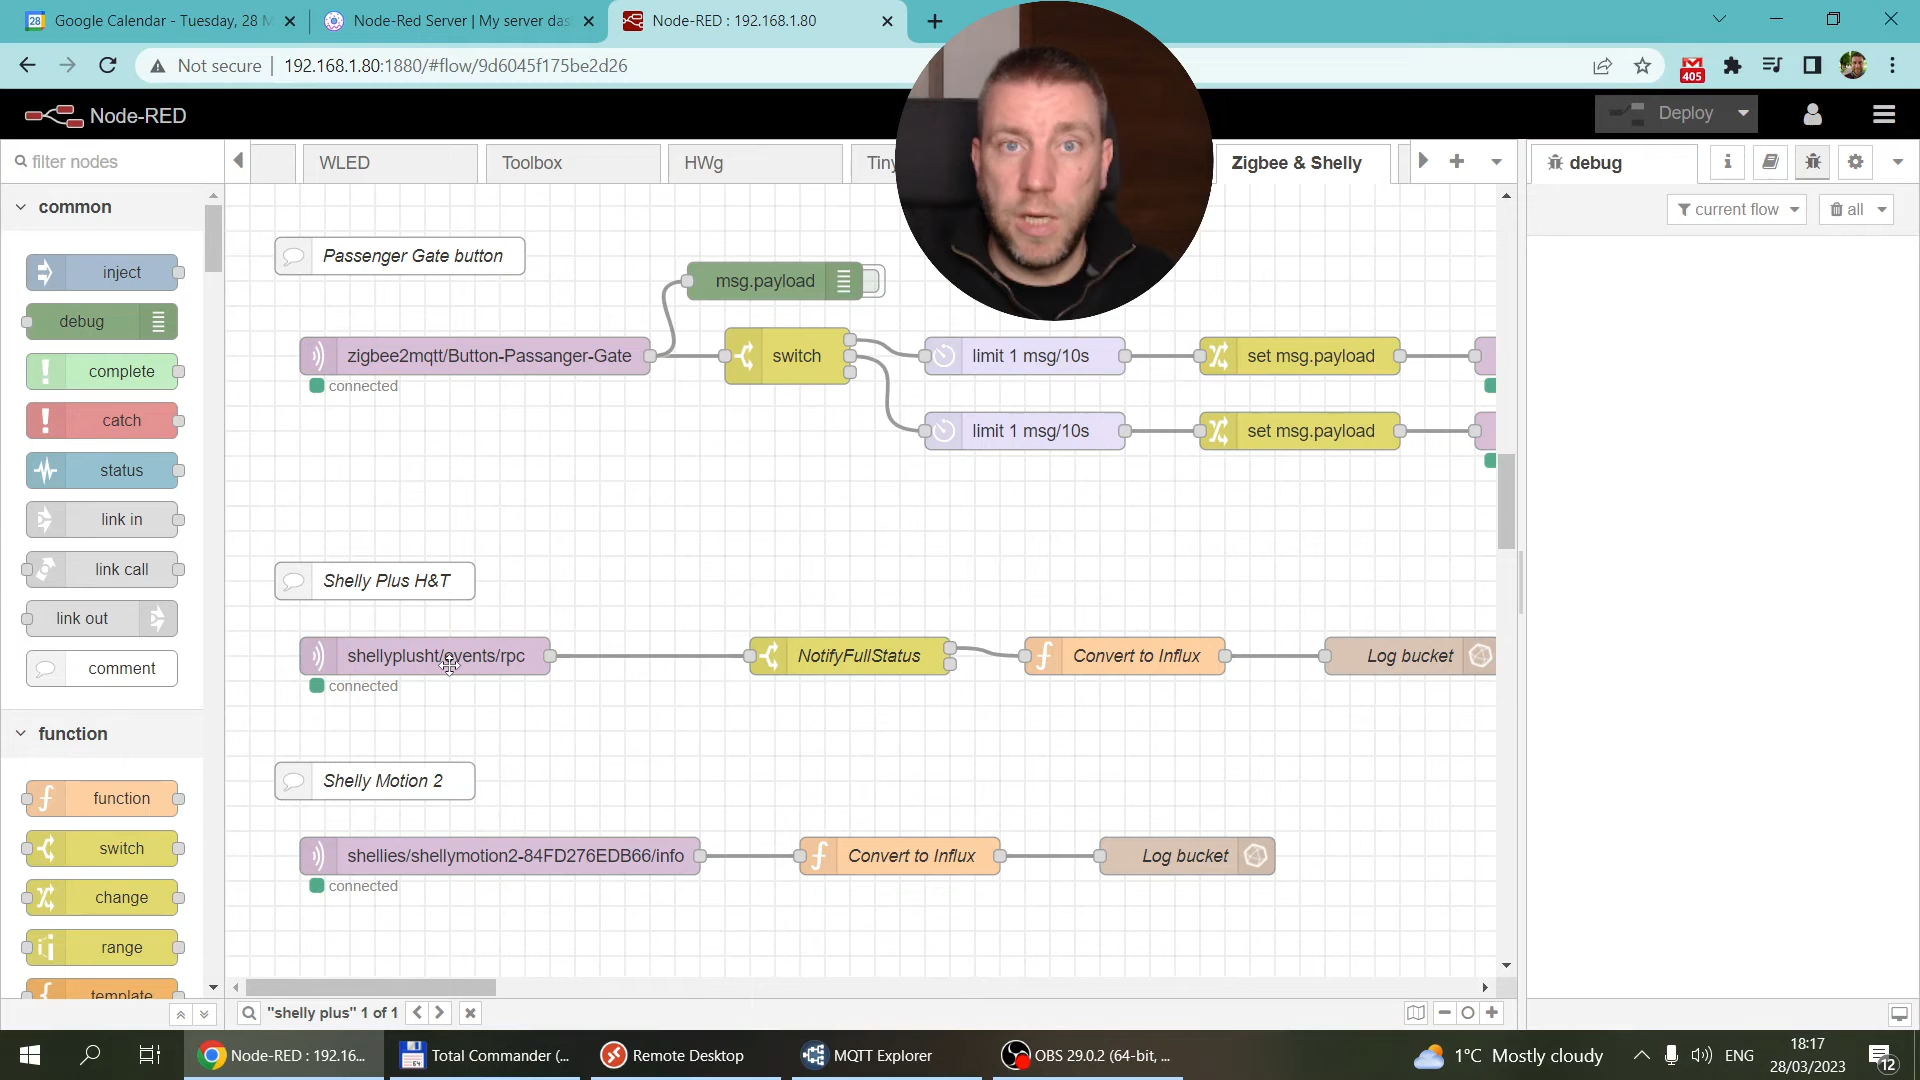 Google Calendar - Tuesday, 28 M
Node-Red Server | My server das
Node-RED : 192.168.1.80
Not secure
192.168.1.80:1880/#flow/9d6045f175be2d26
405
Node-RED
Deploy
filter nodes
WLED
Toolbox
HWg
Tiny
Zigbee & Shelly
debug
current flow
all
common
inject
debug
complete
catch
status
link in
link call
link out
comment
function
function
switch
change
range
template
Passenger Gate button
msg.payload
zigbee2mqtt/Button-Passanger-Gate
connected
switch
limit 1 msg/10s
set msg.payload
limit 1 msg/10s
set msg.payload
Shelly Plus H&T
shellyplusht/events/rpc
connected
NotifyFullStatus
Convert to Influx
Log bucket
Shelly Motion 2
shellies/shellymotion2-84FD276EDB66/info
connected
Convert to Influx
Log bucket
"shelly plus" 1 of 1
Node-RED : 192.16...
Total Commander (...
Remote Desktop
MQTT Explorer
OBS 29.0.2 (64-bit, ...
1°C Mostly cloudy
ENG
18:17
28/03/2023
12